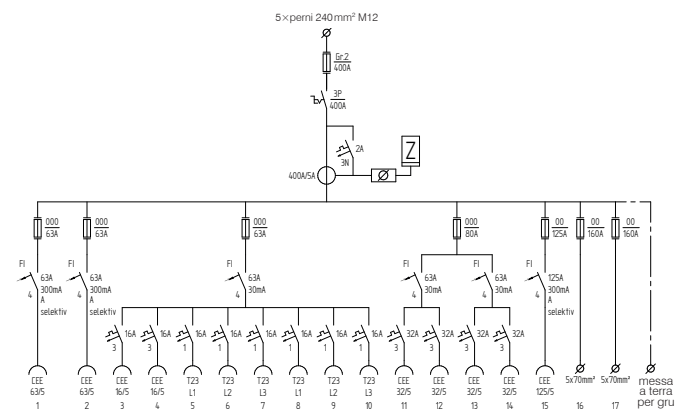 5×perni 240mm² M12
Gr.2
400A
3P
400A
2A
3N
Z
400A/5A
000 000 000 000 00 00 00
63A 63A 63A 80A 125A 160A 160A
FI FI FI FI FI FI
63A 63A 63A 63A 63A 125A
300mA 300mA 30mA 30mA 30mA 300mA
A A A
selektiv selektiv selektiv
4 4 4 4 4 4
16A 16A 16A 16A 16A 16A 16A 16A 32A 32A 32A 32A
3 3 1 1 1 1 1 1 3 3 3 3
CEE CEE CEE CEE T23 T23 T23 T23 T23 T23 CEE CEE CEE CEE CEE 5x70mm² 5x70mm² messa
63/5 63/5 16/5 16/5 L1 L2 L3 L1 L2 L3 32/5 32/5 32/5 32/5 125/5 a terra
1 2 3 4 5 6 7 8 9 10 11 12 13 14 15 16 17 per gru